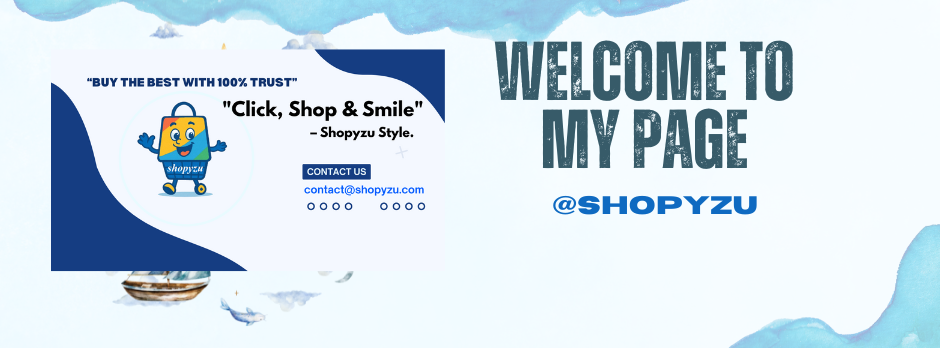 “BUY THE BEST WITH 100% TRUST”
"Click, Shop & Smile"
– Shopyzu Style.
shopyzu
CONTACT US
contact@shopyzu.com
WELCOME TO
MY PAGE
@SHOPYZU